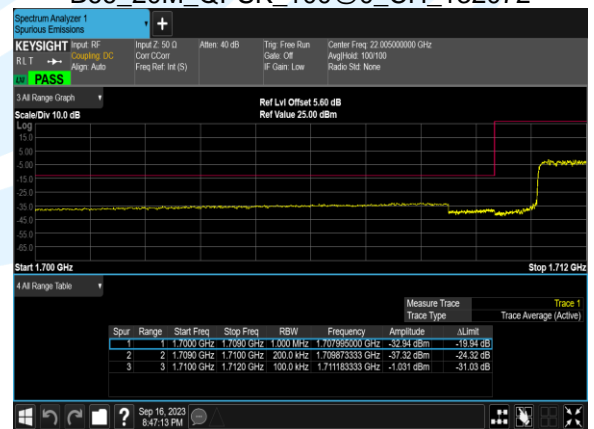 Spectrum Analyzer 1
Spurious Emissions
KEYSIGHT Input: RF Input Z: 50 Ω Atten: 40 dB Trig: Free Run Center Freq: 22.005000000 GHz
RLT Coupling: DC Corr CCorr Gate: Off Avg|Hold: 100/100
Align: Auto Freq Ref: Int (S) IF Gain: Low Radio Std: None
PASS
3 All Range Graph
Ref Lvl Offset 5.60 dB
Scale/Div 10.0 dB Ref Value 25.00 dBm
Log
15.0
5.00
-5.00
-15.0
-25.0
-35.0
-45.0
-55.0
-65.0
Start 1.700 GHz Stop 1.712 GHz
4 All Range Table
Measure Trace Trace 1
Trace Type Trace Average (Active)
Spur Range Start Freq Stop Freq RBW Frequency Amplitude ΔLimit
1 1 1.7000 GHz 1.7090 GHz 1.000 MHz 1.707995000 GHz -32.94 dBm -19.94 dB
2 2 1.7090 GHz 1.7100 GHz 200.0 kHz 1.709873333 GHz -37.32 dBm -24.32 dB
3 3 1.7100 GHz 1.7120 GHz 100.0 kHz 1.711183333 GHz -1.031 dBm -31.03 dB
Sep 16, 2023
8:47:13 PM